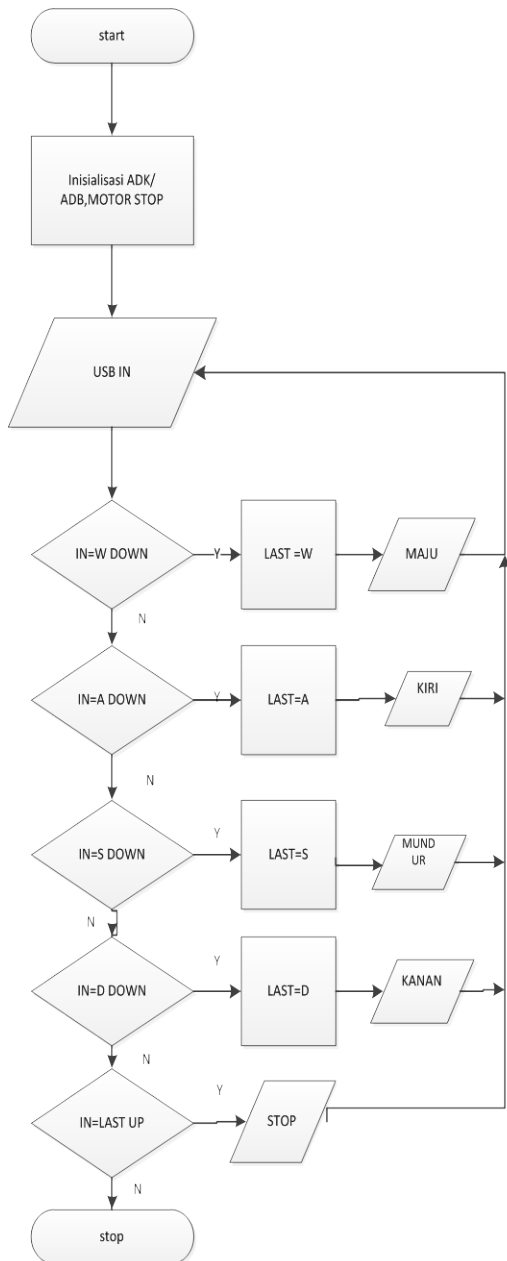 start
Inisialisasi ADK/
ADB,MOTOR STOP
USB IN
IN=W DOWN
Y
LAST =W
MAJU
N
IN=A DOWN
Y
LAST=A
KIRI
N
IN=S DOWN
Y
LAST=S
MUND
UR
N
IN=D DOWN
Y
LAST=D
KANAN
N
IN=LAST UP
Y
STOP
N
stop